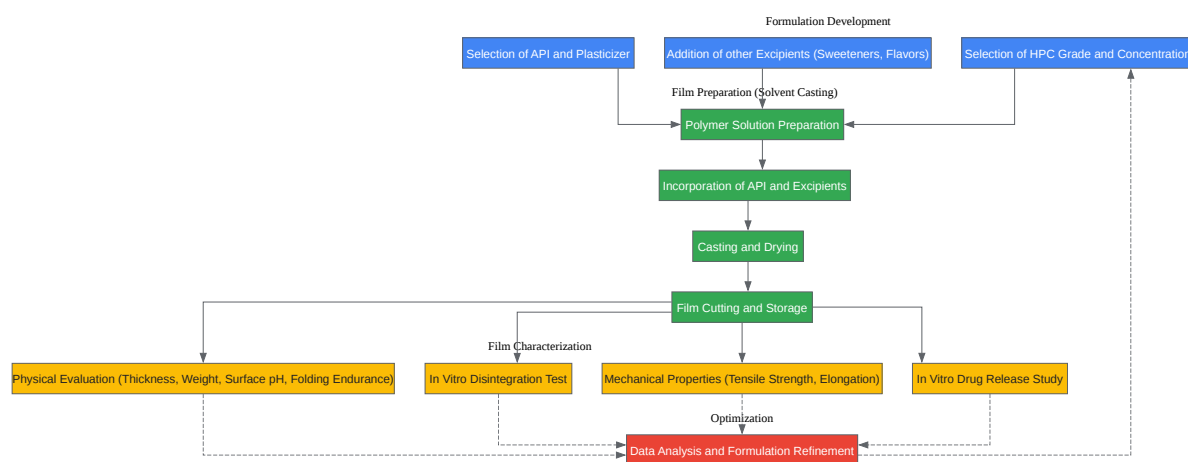 Formulation Development
Selection of API and Plasticizer
Addition of other Excipients (Sweeteners, Flavors)
Selection of HPC Grade and Concentration
Film Preparation (Solvent Casting)
Polymer Solution Preparation
Incorporation of API and Excipients
Casting and Drying
Film Cutting and Storage
Film Characterization
Physical Evaluation (Thickness, Weight, Surface pH, Folding Endurance)
In Vitro Disintegration Test
Mechanical Properties (Tensile Strength, Elongation)
In Vitro Drug Release Study
Optimization
Data Analysis and Formulation Refinement